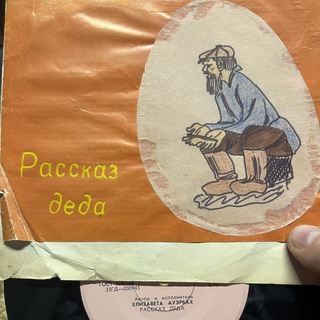 Рассказ
деда
Автор и исполнитель
ЕЛИЗАВЕТА АУЭРБАХ
РАССКАЗ ДЕДА